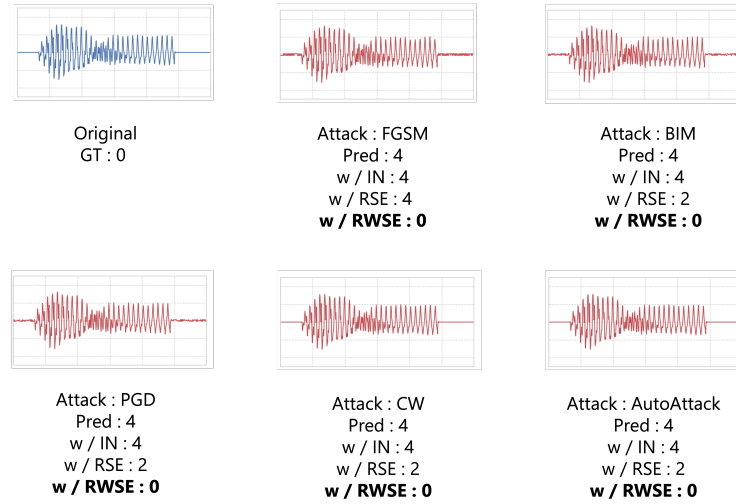 Original
GT : 0
Attack : FGSM
Pred : 4
w / IN : 4
w / RSE : 4
w / RWSE : 0
Attack : BIM
Pred : 4
w / IN : 4
w / RSE : 2
w / RWSE : 0
Attack : PGD
Pred : 4
w / IN : 4
w / RSE : 2
w / RWSE : 0
Attack : CW
Pred : 4
w / IN : 4
w / RSE : 2
w / RWSE : 0
Attack : AutoAttack
Pred : 4
w / IN : 4
w / RSE : 2
w / RWSE : 0